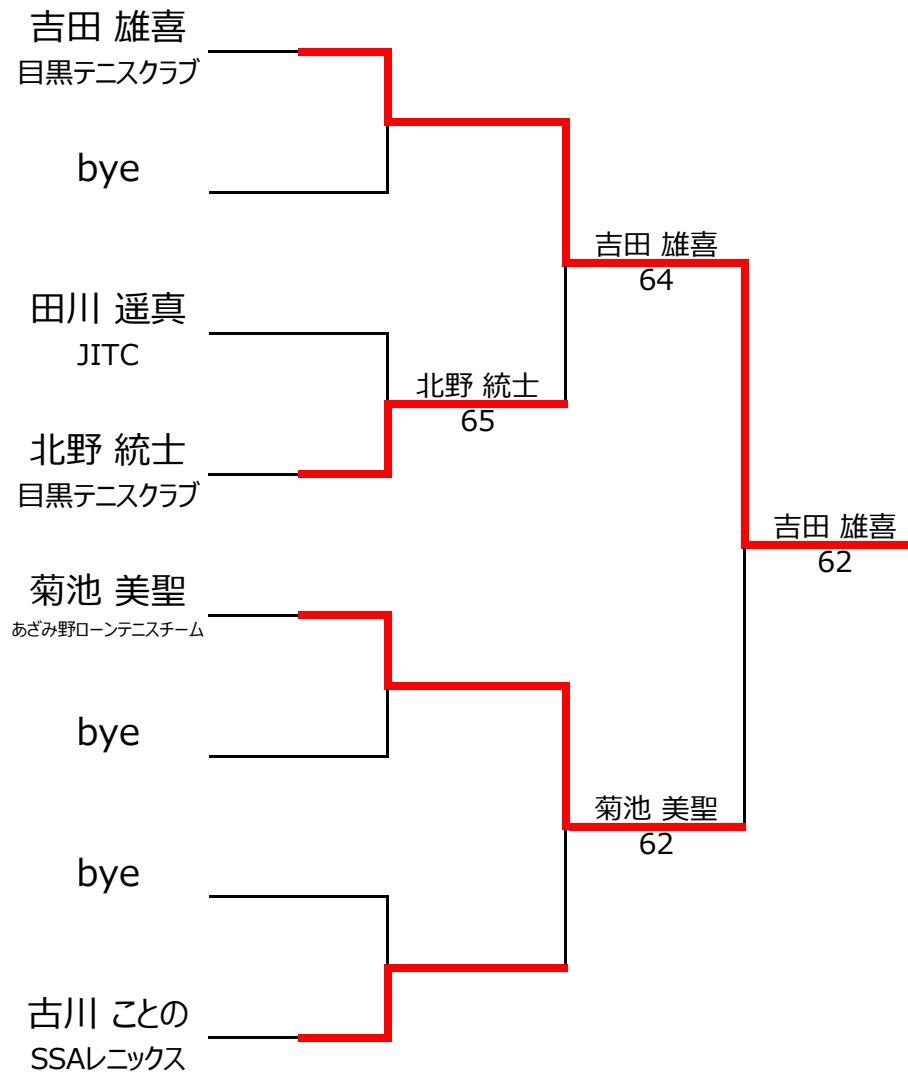 吉田 雄喜
目黒テニスクラブ
bye
田川 遥真
JITC
北野 統士
目黒テニスクラブ
菊池 美聖
あざみ野ローンテニスチーム
bye
bye
古川 ことの
SSAレニックス
北野 統士
65
吉田 雄喜
64
菊池 美聖
62
吉田 雄喜
62